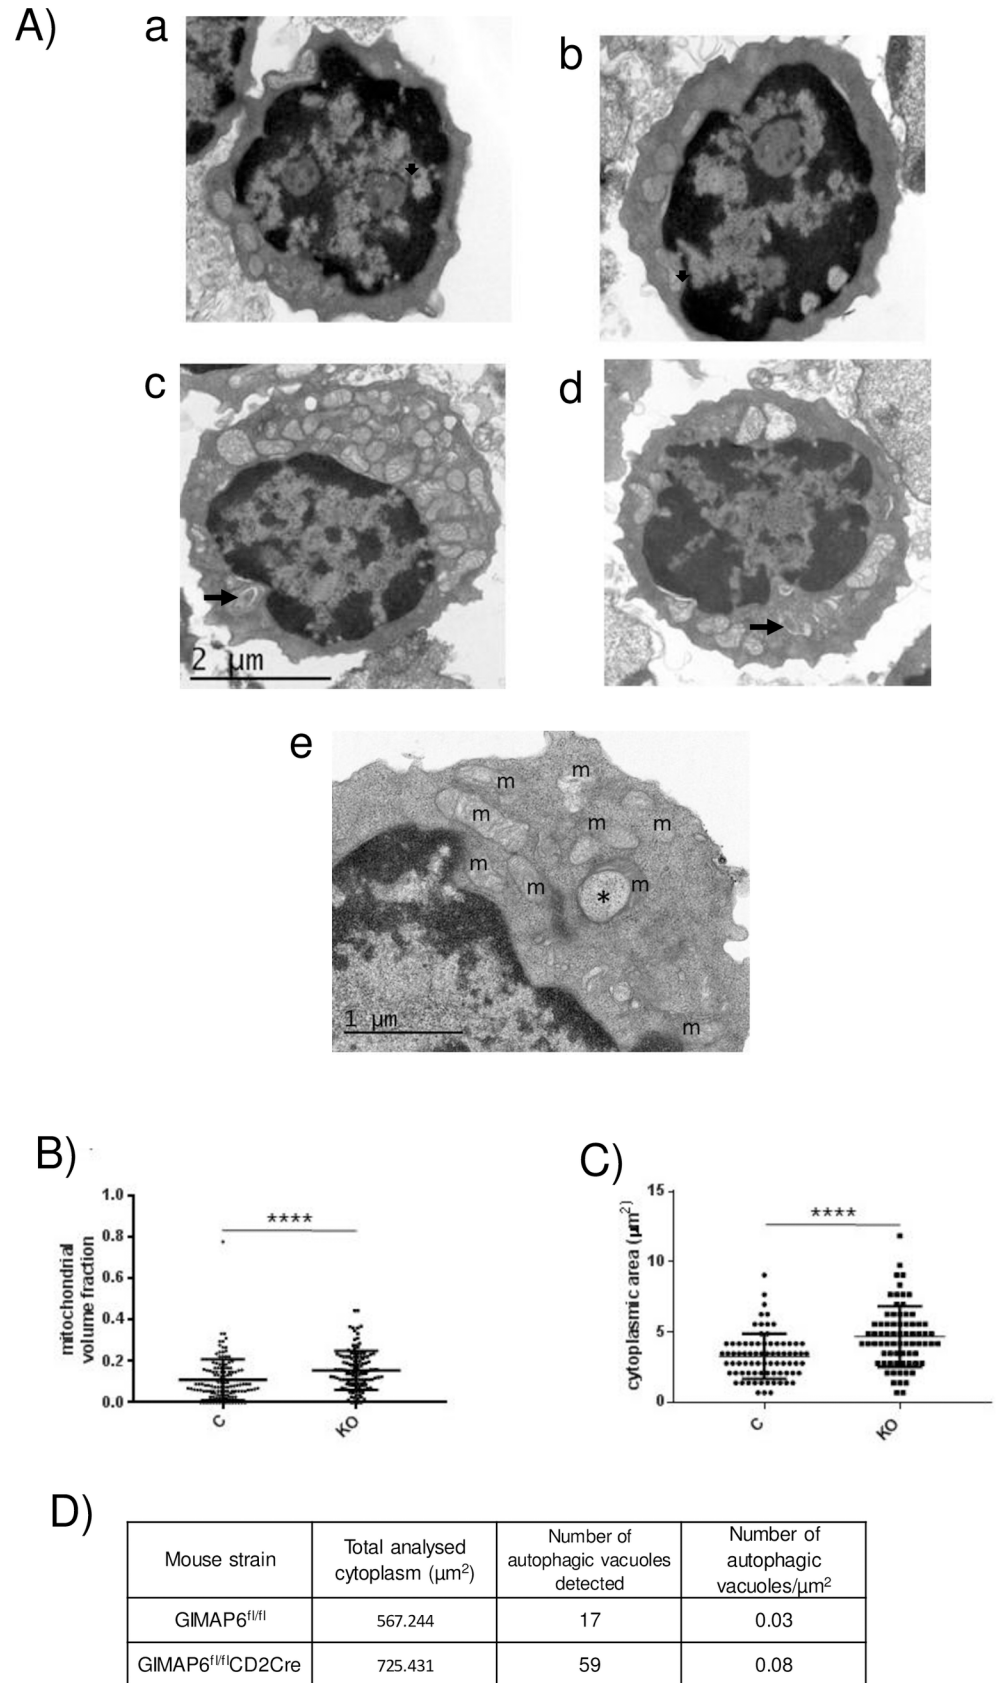 A)
a
b
c
d
2 µm
e
m
m
m
m
m
m
m
*
m
1 µm
m
B)
mitochondrial
volume fraction
1.0
0.8
0.6
0.4
0.2
0.0
****
C
KO
C)
cytoplasmic area (µm²)
15
10
5
0
****
C
KO
D)
Mouse strain
Total analysed
cytoplasm (µm²)
Number of
autophagic vacuoles
detected
Number of
autophagic
vacuoles/µm²
GIMAP6fl/fl
567.244
17
0.03
GIMAP6fl/flCD2Cre
725.431
59
0.08